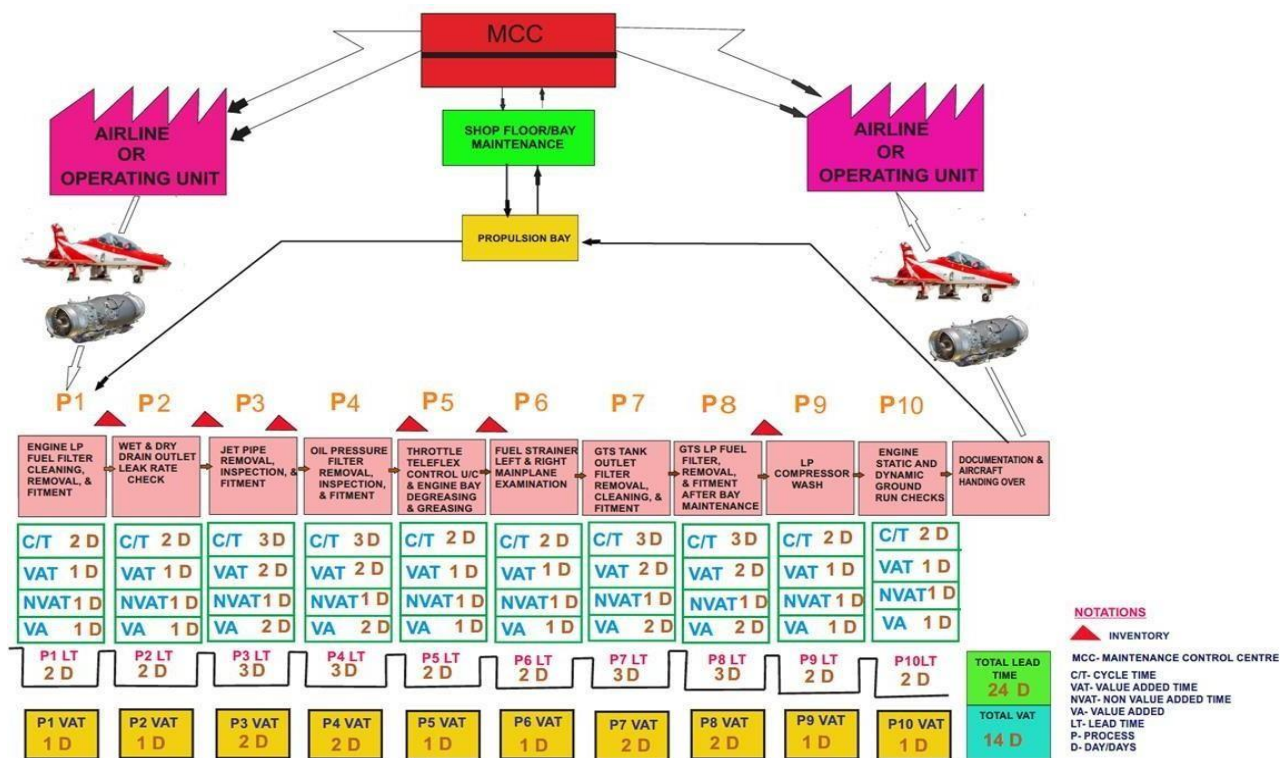 MCC
AIRLINE
OR
OPERATING UNIT
SHOP FLOOR/BAY
MAINTENANCE
AIRLINE
OR
OPERATING UNIT
PROPULSION BAY
P1
P2
P3
P4
P5
P6
P7
P8
P9
P10
ENGINE LP
FUEL FILTER
CLEANING,
REMOVAL, &
FITMENT
WET & DRY
DRAIN OUTLET
LEAK RATE
CHECK
JET PIPE
REMOVAL,
INSPECTION, &
FITMENT
OIL PRESSURE
FILTER
REMOVAL,
INSPECTION,
& FITMENT
THROTTLE
TELEFLEX
CONTROL U/C
& ENGINE BAY
DEGREASING
& GREASING
FUEL STRAINER
LEFT & RIGHT
MAINPLANE
EXAMINATION
GTS TANK
OUTLET
FILTER
REMOVAL,
CLEANING, &
FITMENT
GTS LP FUEL
FILTER,
REMOVAL,
& FITMENT
AFTER BAY
MAINTENANCE
LP
COMPRESSOR
WASH
ENGINE
STATIC AND
DYNAMIC
GROUND
RUN CHECKS
DOCUMENTATION &
AIRCRAFT
HANDING OVER
C/T 2 D
VAT 1 D
NVAT 1 D
VA 1 D
C/T 2 D
VAT 1 D
NVAT 1 D
VA 1 D
C/T 3 D
VAT 2 D
NVAT 1 D
VA 2 D
C/T 3 D
VAT 2 D
NVAT 1 D
VA 2 D
C/T 2 D
VAT 1 D
NVAT 1 D
VA 1 D
C/T 2 D
VAT 1 D
NVAT 1 D
VA 1 D
C/T 3 D
VAT 2 D
NVAT 1 D
VA 2 D
C/T 3 D
VAT 2 D
NVAT 1 D
VA 2 D
C/T 2 D
VAT 1 D
NVAT 1 D
VA 1 D
C/T 2 D
VAT 1 D
NVAT 1 D
VA 1 D
P1 LT
2 D
P2 LT
2 D
P3 LT
3 D
P4 LT
3 D
P5 LT
2 D
P6 LT
2 D
P7 LT
3 D
P8 LT
3 D
P9 LT
2 D
P10LT
2 D
TOTAL LEAD
TIME
24 D
P1 VAT
1 D
P2 VAT
1 D
P3 VAT
2 D
P4 VAT
2 D
P5 VAT
1 D
P6 VAT
1 D
P7 VAT
2 D
P8 VAT
2 D
P9 VAT
1 D
P10 VAT
1 D
TOTAL VAT
14 D
NOTATIONS
INVENTORY
MCC- MAINTENANCE CONTROL CENTRE
C/T- CYCLE TIME
VAT- VALUE ADDED TIME
NVAT- NON VALUE ADDED TIME
VA- VALUE ADDED
LT- LEAD TIME
P- PROCESS
D- DAY/DAYS